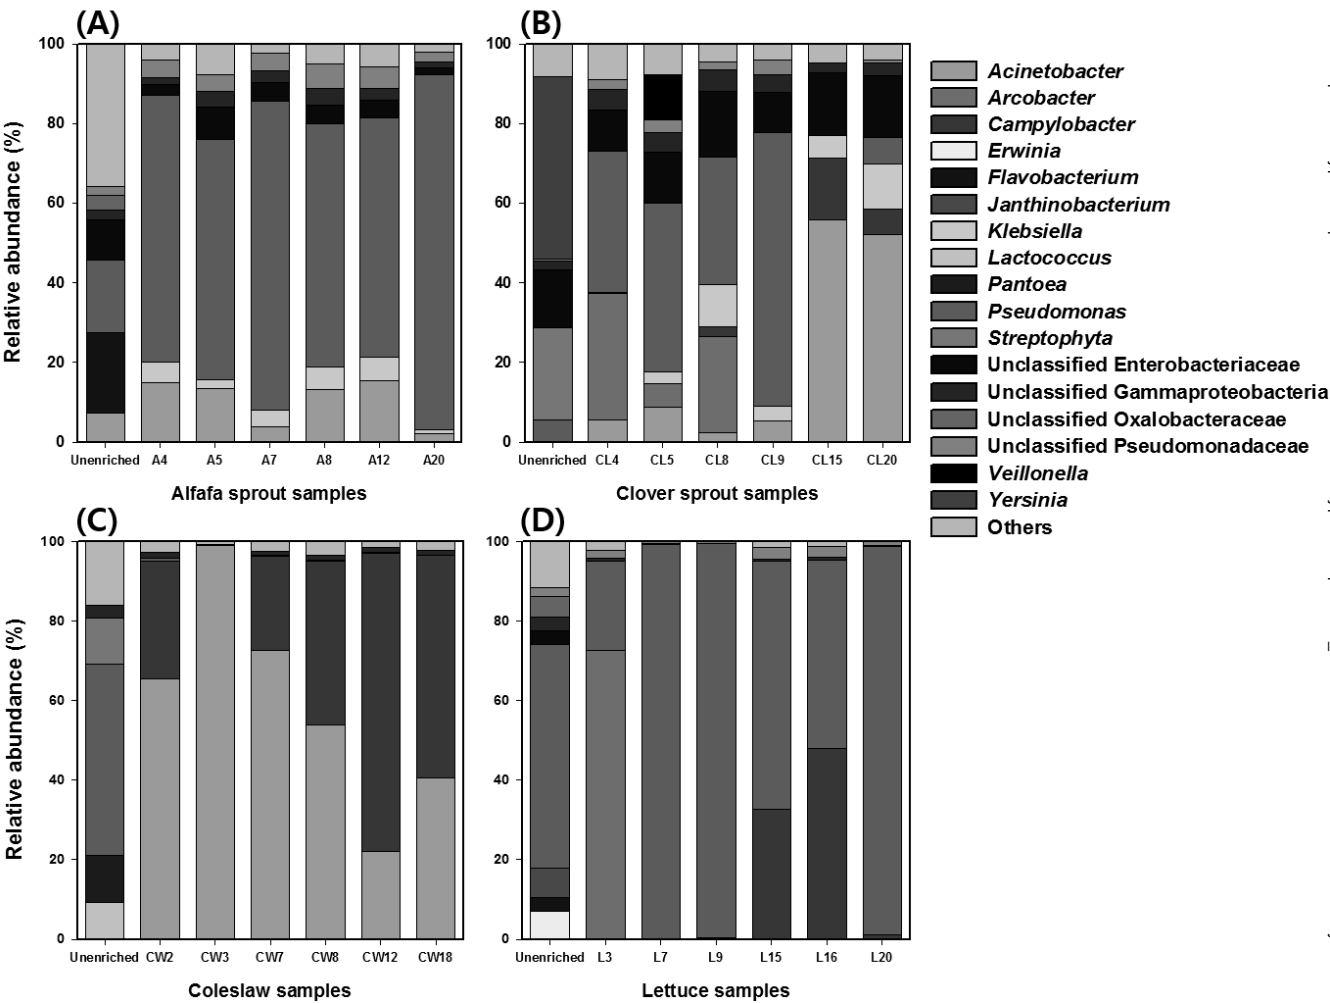 (A)
(B)
100
80
60
40
20
0
Relative abundance (%)
Unenriched A4 A5 A7 A8 A12 A20
Alfafa sprout samples
100
80
60
40
20
0
Unenriched CL4 CL5 CL8 CL9 CL15 CL20
Clover sprout samples
Acinetobacter
Arcobacter
Campylobacter
Erwinia
Flavobacterium
Janthinobacterium
Klebsiella
Lactococcus
Pantoea
Pseudomonas
Streptophyta
Unclassified Enterobacteriaceae
Unclassified Gammaproteobacteria
Unclassified Oxalobacteraceae
Unclassified Pseudomonadaceae
Veillonella
Yersinia
Others
(C)
(D)
100
80
60
40
20
0
Relative abundance (%)
Unenriched CW2 CW3 CW7 CW8 CW12 CW18
Coleslaw samples
100
80
60
40
20
0
Unenriched L3 L7 L9 L15 L16 L20
Lettuce samples